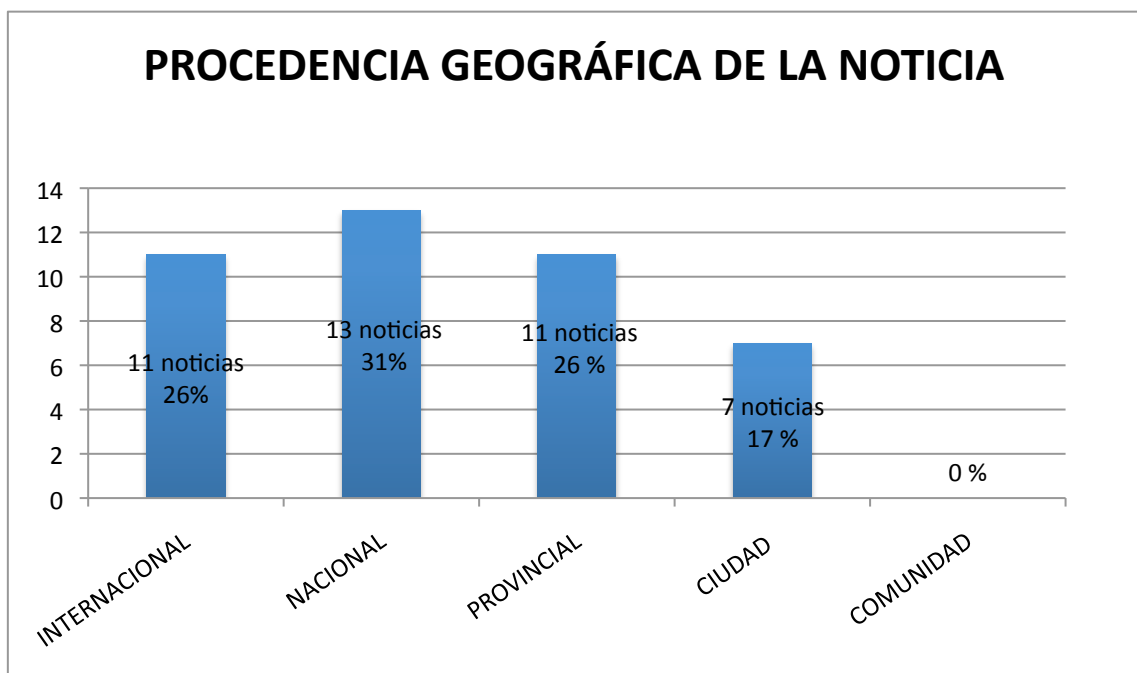 PROCEDENCIA GEOGRÁFICA DE LA NOTICIA
14
12
10
8
6
4
2
0
11 noticias
26%
13 noticias
31%
11 noticias
26 %
7 noticias
17 %
0 %
INTERNACIONAL
NACIONAL
PROVINCIAL
CIUDAD
COMUNIDAD